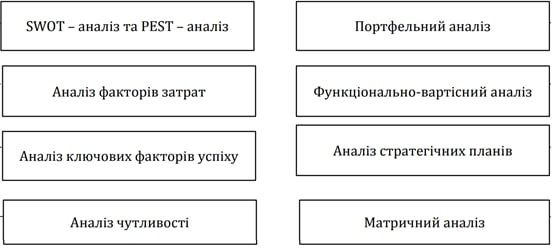 SWOT – аналіз та PEST – аналіз
Портфельний аналіз
Аналіз факторів затрат
Функціонально-вартісний аналіз
Аналіз ключових факторів успіху
Аналіз стратегічних планів
Аналіз чутливості
Матричний аналіз